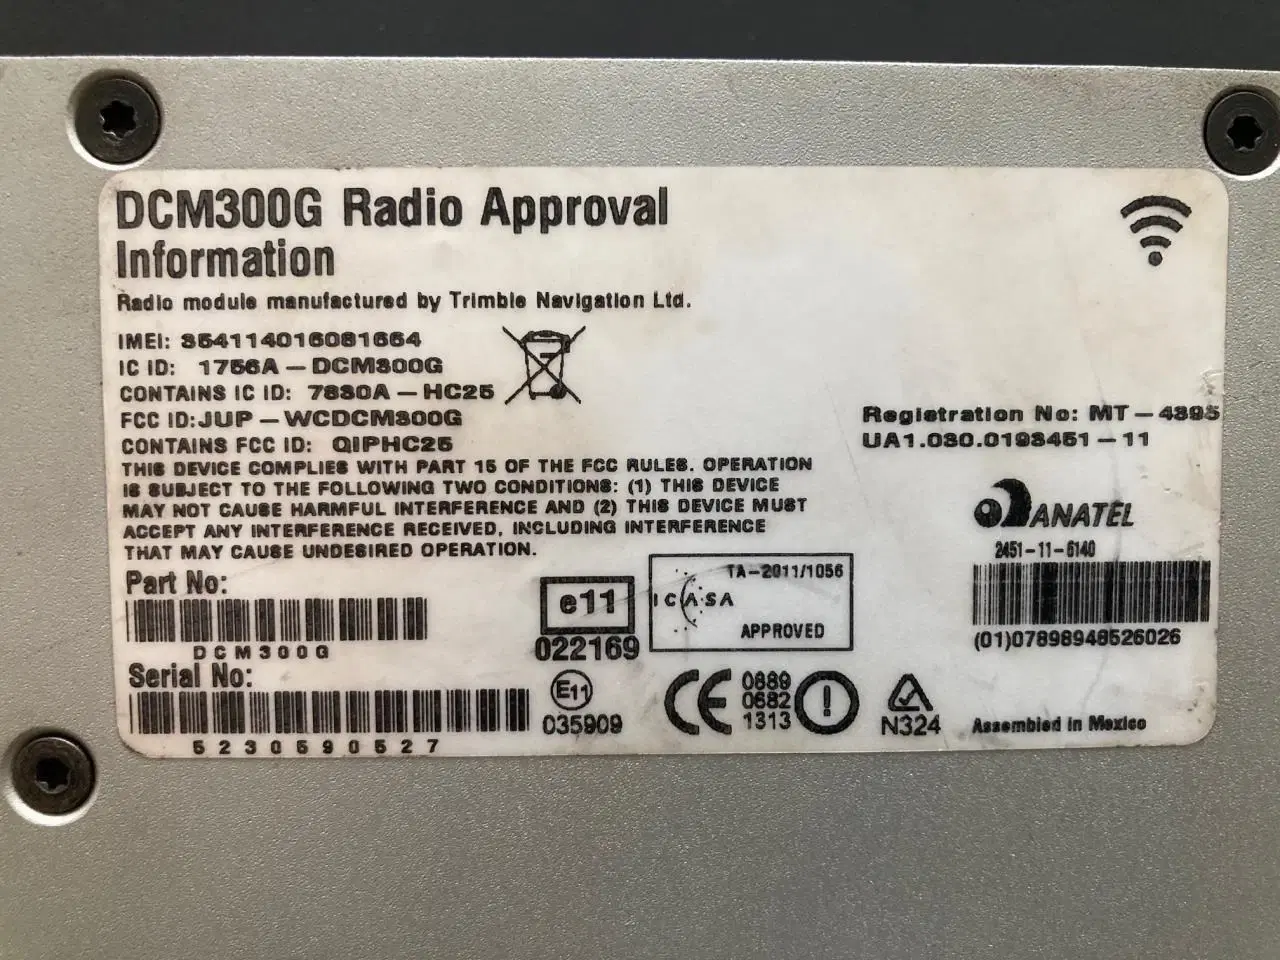 DCM300G Radio Approval
Information
Radio module manufactured by Trimble Navigation Ltd.
IMEI: 354114016081664
IC ID: 1756A-DCM300G
CONTAINS IC ID: 7830A-HC25
FCC ID:JUP-WCDCM300G
CONTAINS FCC ID: QIPHC25
THIS DEVICE COMPLIES WITH PART 15 OF THE FCC RULES. OPERATION
IS SUBJECT TO THE FOLLOWING TWO CONDITIONS: (1) THIS DEVICE
MAY NOT CAUSE HARMFUL INTERFERENCE AND (2) THIS DEVICE MUST
ACCEPT ANY INTERFERENCE RECEIVED, INCLUDING INTERFERENCE
THAT MAY CAUSE UNDESIRED OPERATION.
Part No:
DCM300G
Serial No:
5230590527
e11
022169
E11
035909
TA-2011/1056
ICASA
APPROVED
CE
0889
0682
1313
N324
Registration No: MT-4395
UA1.030.0193451-11
ANATEL
2451-11-6140
(01)07898948526026
Assembled in Mexico